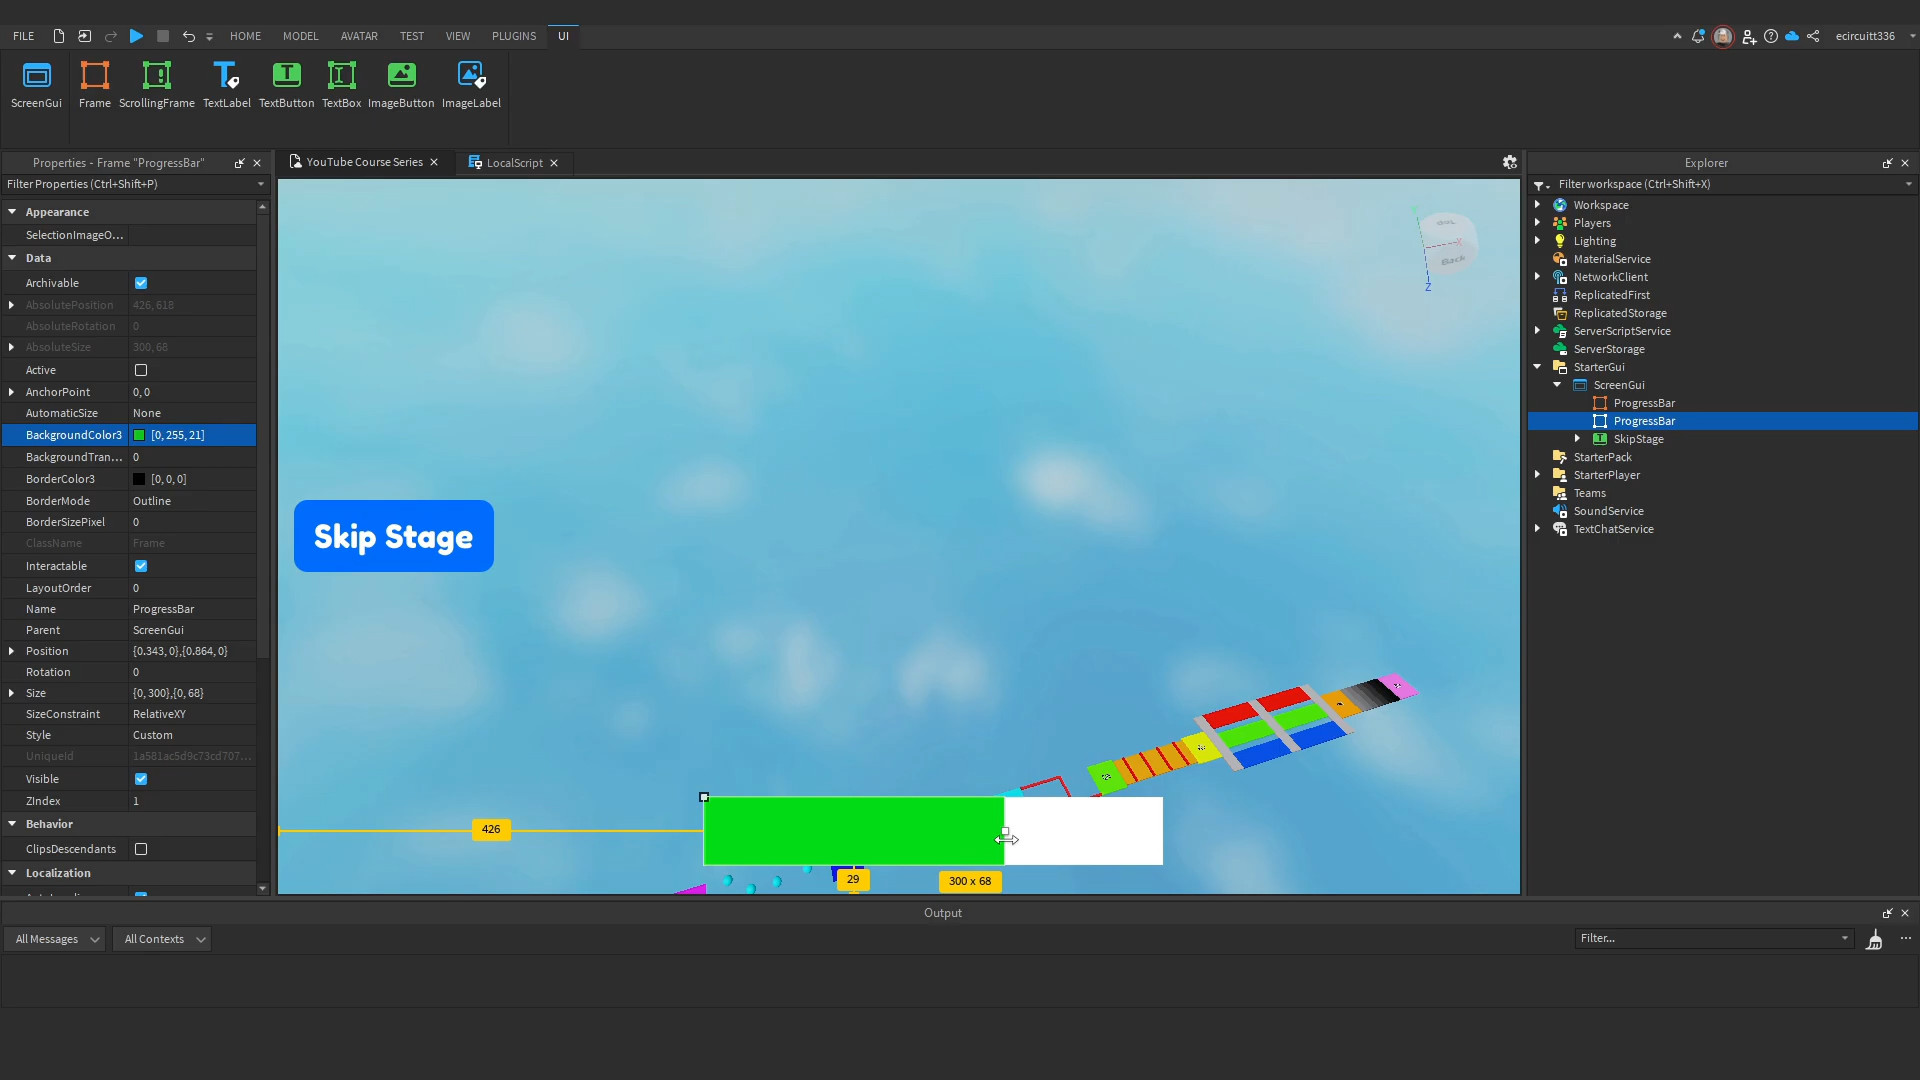 FILE HOME MODEL AVATAR TEST VIEW PLUGINS UI ecircuitt336
ScreenGui Frame ScrollingFrame TextLabel TextButton TextBox ImageButton ImageLabel
Properties - Frame "ProgressBar"
Filter Properties (Ctrl+Shift+P)
Appearance
SelectionImageO...
Data
Archivable
AbsolutePosition 426, 618
AbsoluteRotation 0
AbsoluteSize 300, 68
Active
AnchorPoint 0, 0
AutomaticSize None
BackgroundColor3 [0, 255, 21]
BackgroundTran... 0
BorderColor3 [0, 0, 0]
BorderMode Outline
BorderSizePixel 0
ClassName Frame
Interactable
LayoutOrder 0
Name ProgressBar
Parent ScreenGui
Position {0.343, 0},{0.864, 0}
Rotation 0
Size {0, 300},{0, 68}
SizeConstraint RelativeXY
Style Custom
UniqueId 1a581ac5d9c73cd707...
Visible
ZIndex 1
Behavior
ClipsDescendants
Localization
YouTube Course Series LocalScript
Back
X
Z
Skip Stage
426
29
300 x 68
Explorer
Filter workspace (Ctrl+Shift+X)
Workspace
Players
Lighting
MaterialService
NetworkClient
ReplicatedFirst
ReplicatedStorage
ServerScriptService
ServerStorage
StarterGui
ScreenGui
ProgressBar
ProgressBar
SkipStage
StarterPack
StarterPlayer
Teams
SoundService
TextChatService
Output
All Messages All Contexts Filter... ...